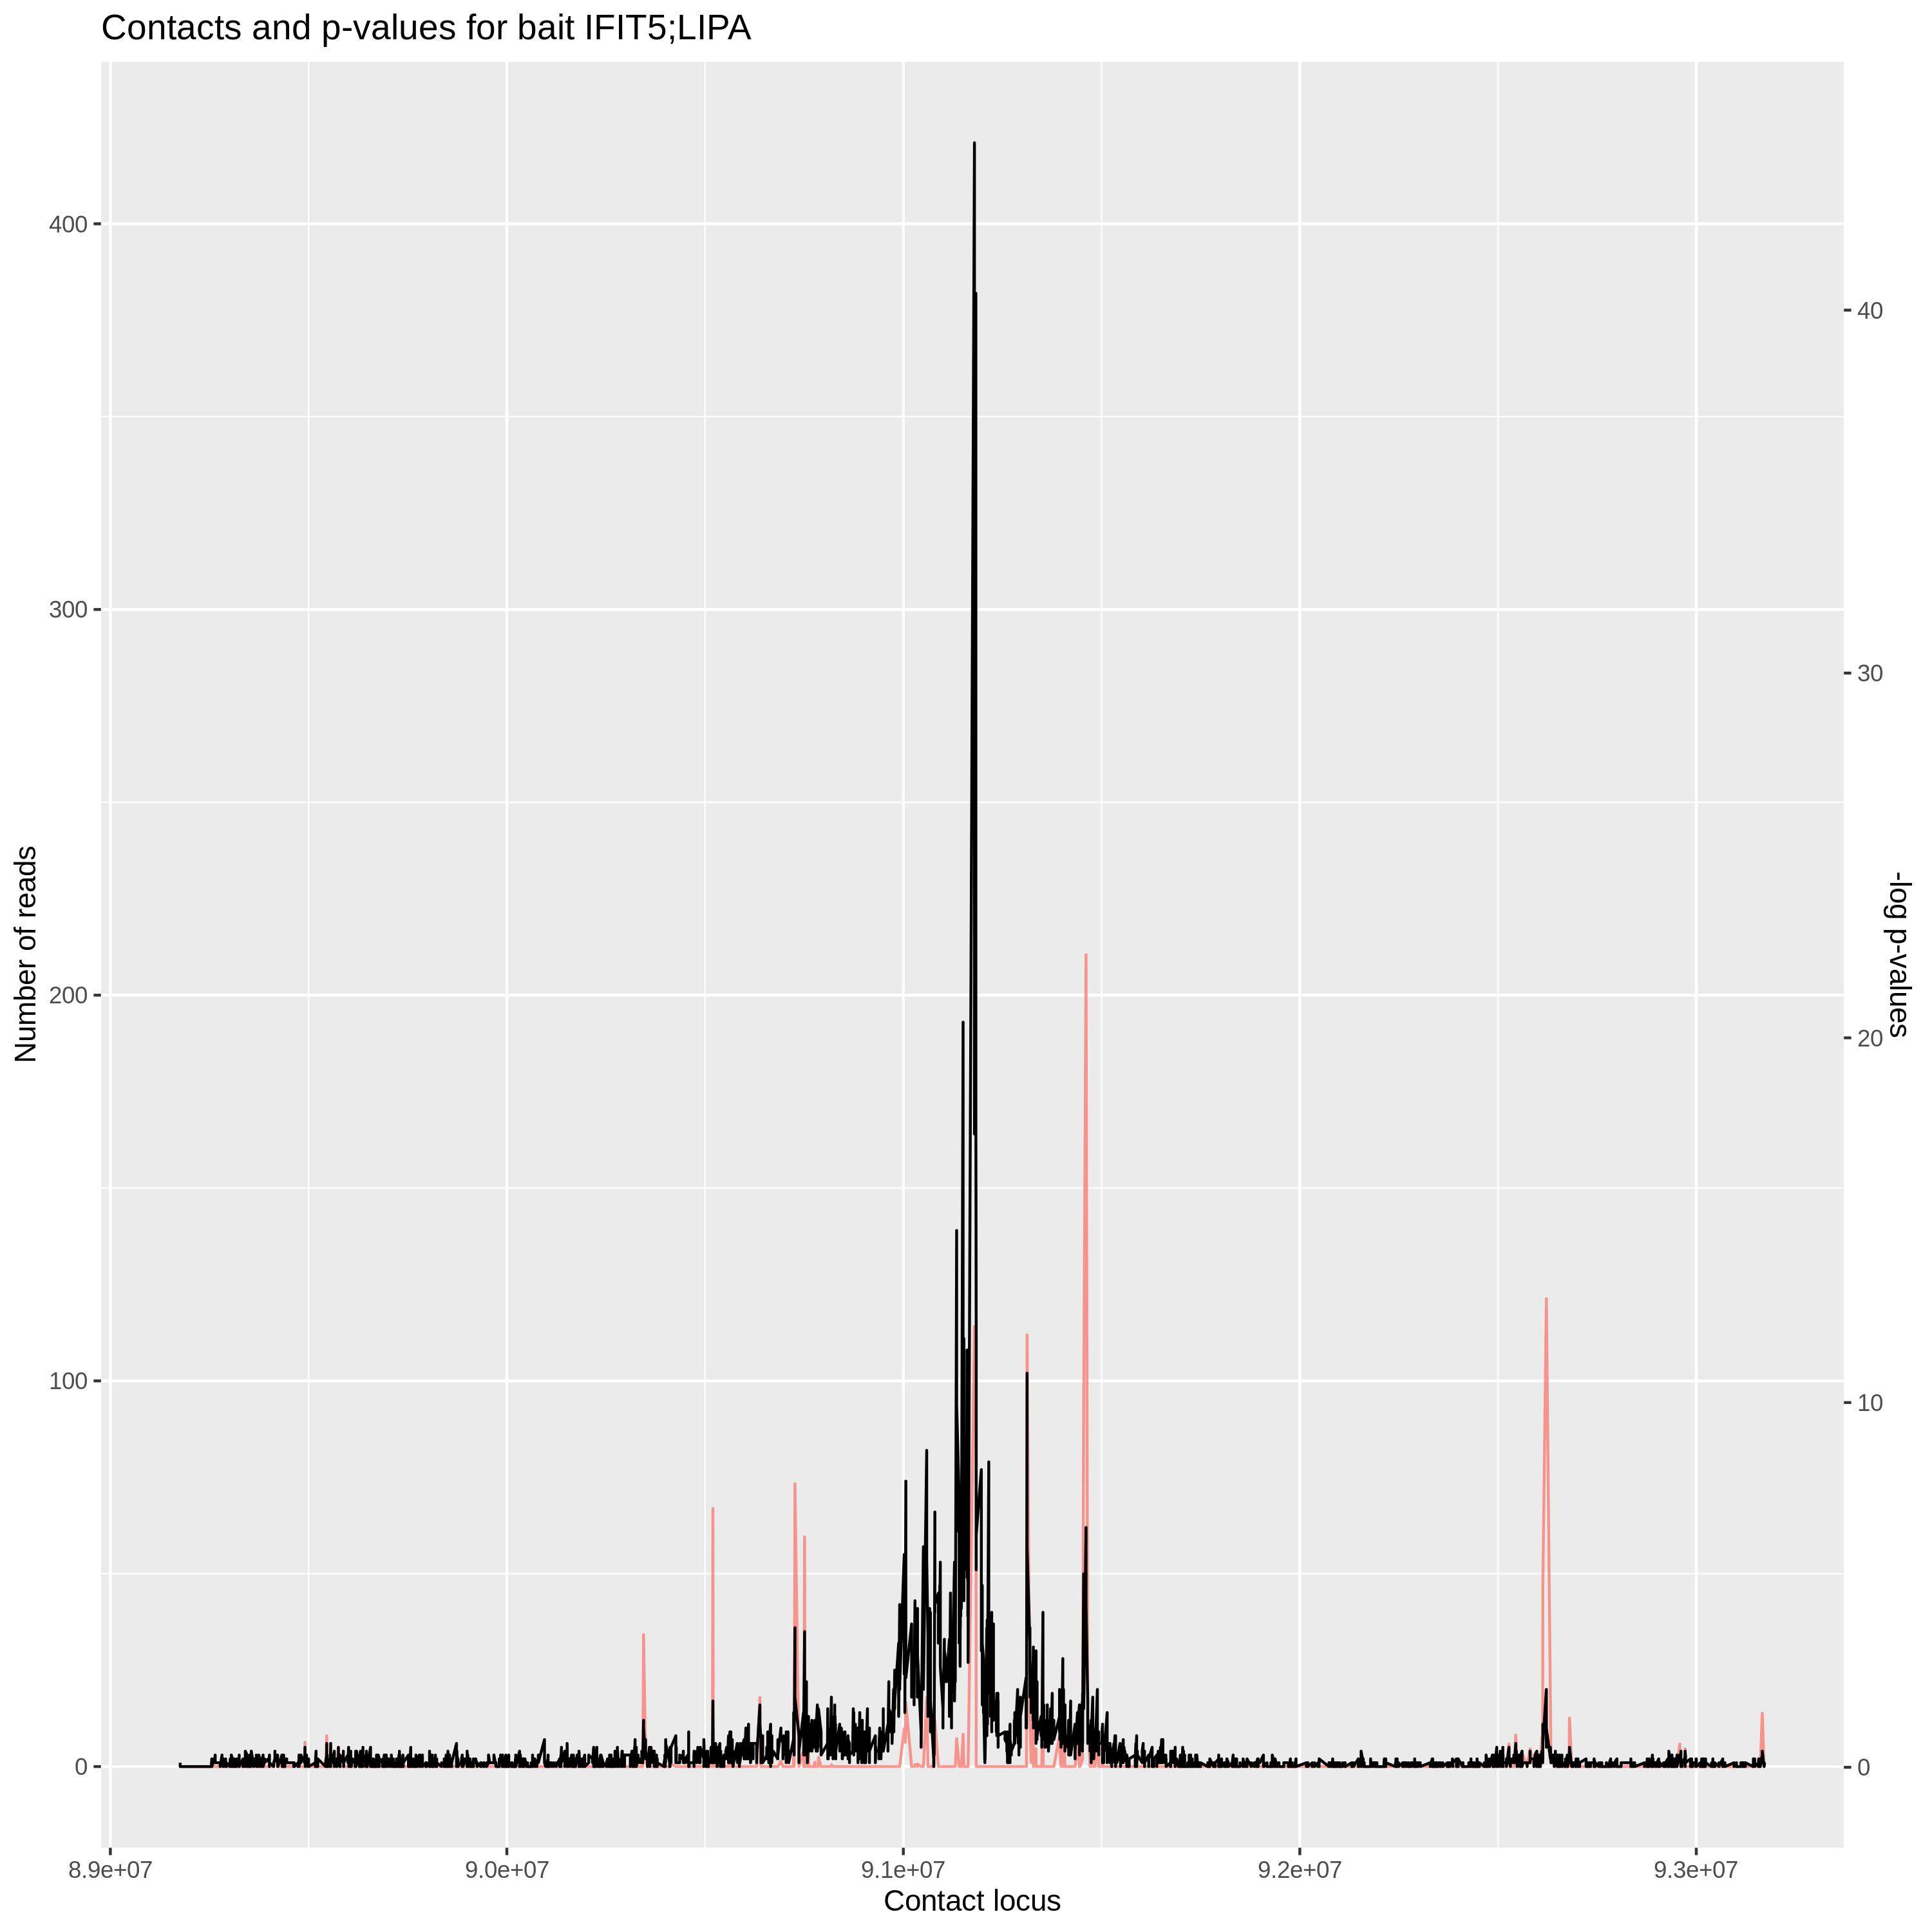 Contacts and p-values for bait IFIT5;LIPA
400
300
200
100
0
Number of reads
40
30
20
10
0
-log p-values
8.9e+07
9.0e+07
9.1e+07
9.2e+07
9.3e+07
Contact locus